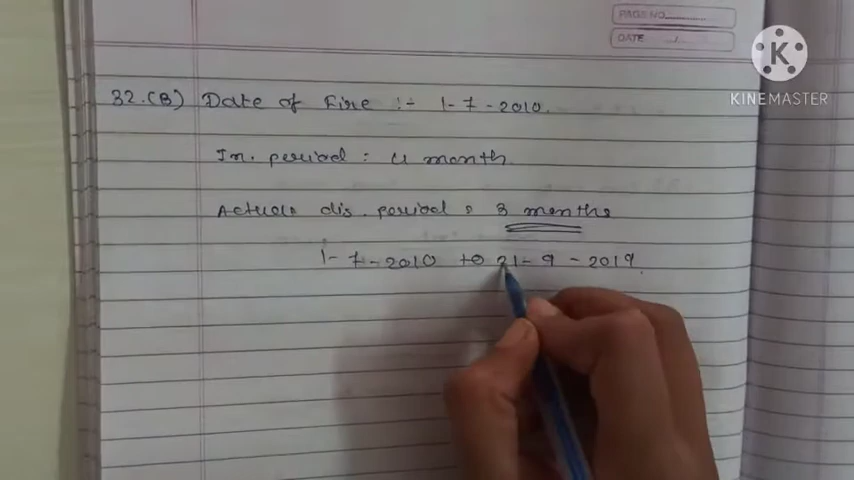 PAGE NO.
DATE / /
K
KINEMASTER
32.(B) Date of Fire :- 1-7-2010.
In. period : 4 month.
Actual dis. period : 3 months
1-7-2010 to 31-9-2019.